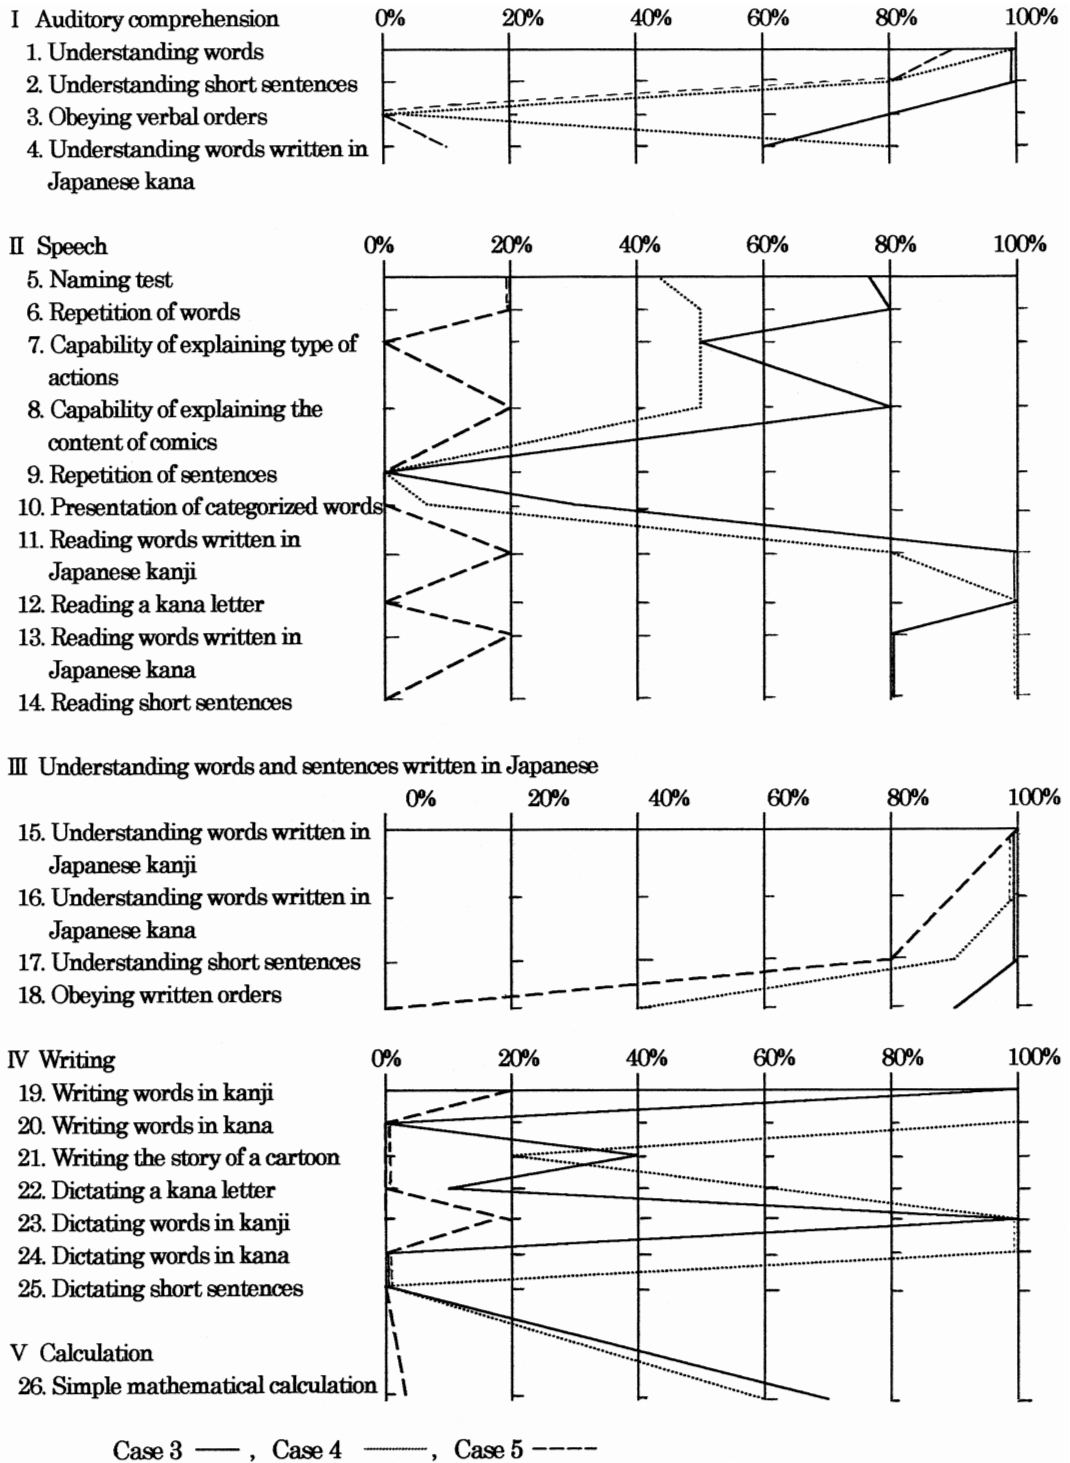 I Auditory comprehension 0% 20% 40% 60% 80% 100%
1. Understanding words
2. Understanding short sentences
3. Obeying verbal orders
4. Understanding words written in
Japanese kana
II Speech 0% 20% 40% 60% 80% 100%
5. Naming test
6. Repetition of words
7. Capability of explaining type of
actions
8. Capability of explaining the
content of comics
9. Repetition of sentences
10. Presentation of categorized words
11. Reading words written in
Japanese kanji
12. Reading a kana letter
13. Reading words written in
Japanese kana
14. Reading short sentences
III Understanding words and sentences written in Japanese
0% 20% 40% 60% 80% 100%
15. Understanding words written in
Japanese kanji
16. Understanding words written in
Japanese kana
17. Understanding short sentences
18. Obeying written orders
IV Writing 0% 20% 40% 60% 80% 100%
19. Writing words in kanji
20. Writing words in kana
21. Writing the story of a cartoon
22. Dictating a kana letter
23. Dictating words in kanji
24. Dictating words in kana
25. Dictating short sentences
V Calculation
26. Simple mathematical calculation
Case 3 , Case 4 , Case 5